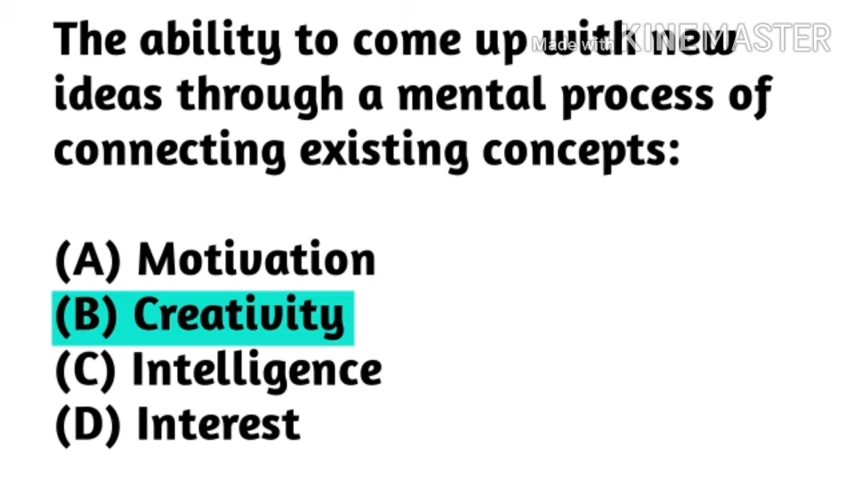 The ability to come up with new
ideas through a mental process of
connecting existing concepts:
(A) Motivation
(B) Creativity
(C) Intelligence
(D) Interest
Made with KINEMASTER